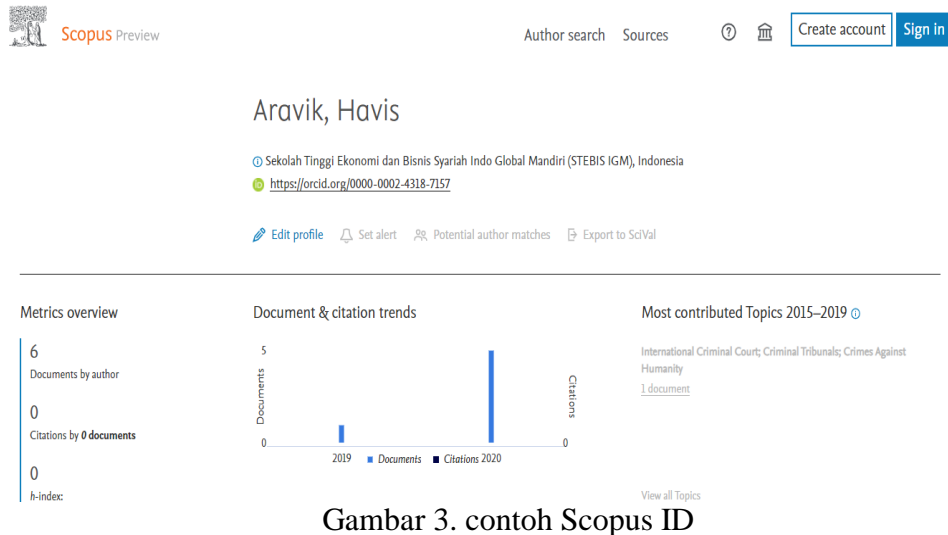 Scopus Preview
Author search Sources
Create account
Sign in
Aravik, Havis
Sekolah Tinggi Ekonomi dan Bisnis Syariah Indo Global Mandiri (STEBIS IGM), Indonesia
https://orcid.org/0000-0002-4318-7157
Edit profile Set alert Potential author matches Export to SciVal
Metrics overview
6
Documents by author
0
Citations by 0 documents
0
h-index:
Document & citation trends
5
Documents
0
Citations
0
2019 Documents Citations 2020
Most contributed Topics 2015–2019
International Criminal Court; Criminal Tribunals; Crimes Against
Humanity
1 document
View all Topics
Gambar 3. contoh Scopus ID